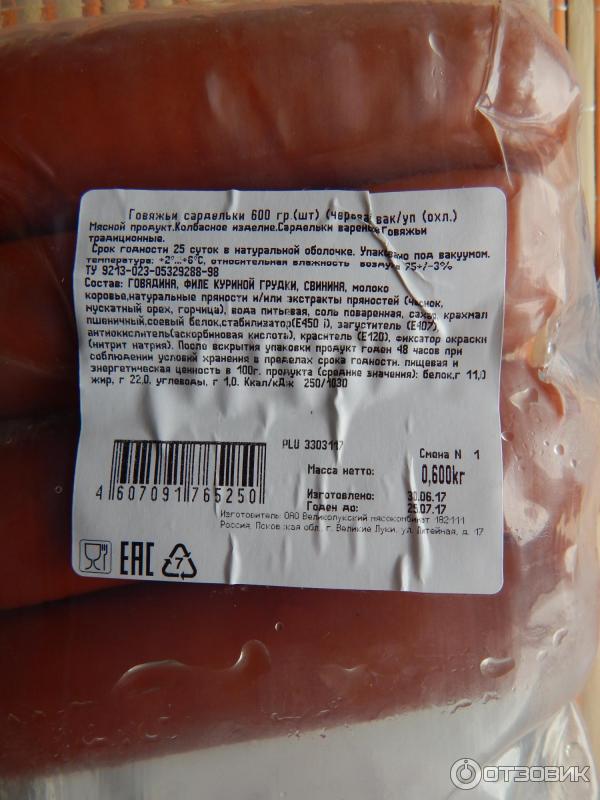 Говяжьи сардельки 600 гр.(шт) (черева) вак/уп (охл.)
Мясной продукт.Колбасное изделие.Сардельки вареные Говяжьи
традиционные.
Срок годности 25 суток в натуральной оболочке. Упаковано под вакуумом.
температура: +2°...+6°С, относительная влажность воздуха 75+/-3%
ТУ 9213-023-05329288-98
Состав: ГОВЯДИНА, ФИЛЕ КУРИНОЙ ГРУДКИ, СВИНИНА, молоко
коровье,натуральные пряности и/или экстракты пряностей (чеснок,
мускатный орех, горчица), вода питьевая, соль поваренная, сахар, крахмал
пшеничный,соевый белок,стабилизатор(Е450 i), загуститель (Е407),
антиокислитель(аскорбиновая кислота), краситель (Е120), фиксатор окраски
(нитрит натрия). После вскрытия упаковки продукт годен 48 часов при
соблюдении условий хранения в пределах срока годности. пищевая и
энергетическая ценность в 100г. продукта (средние значения): белок,г 11,0
жир, г 22,0, углеводы, г 1,0. Ккал/кДж 250/1030
PLU 3303117
Смена N 1
Масса нетто: 0,600кг
Изготовлено: 30.06.17
Годен до: 25.07.17
4 607091 765250
Изготовитель: ОАО Великолукский мясокомбинат 182111
Россия, Псковская обл., г. Великие Луки, ул. Литейная, д. 17
ЕАС
7
ОТЗОВИК